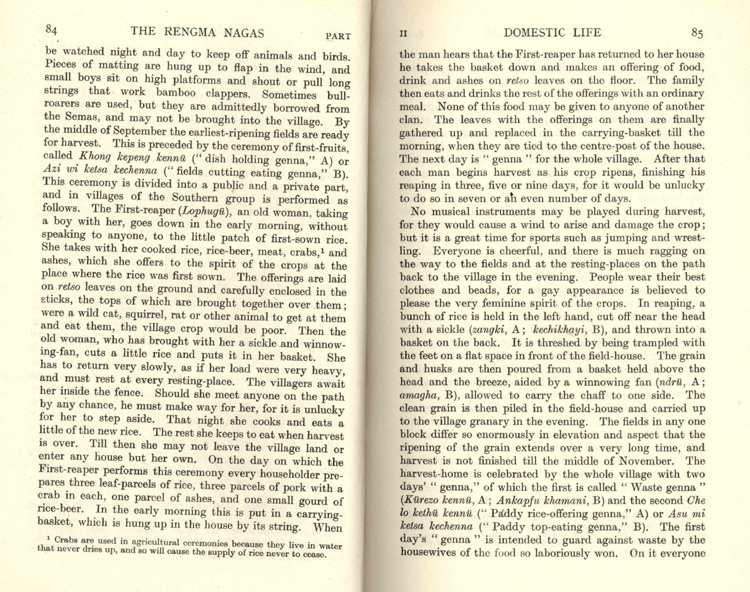 84 THE RENGMA NAGAS PART
be watched night and day to keep off animals and birds.
Pieces of matting are hung up to flap in the wind, and
small boys sit on high platforms and shout or pull long
strings that work bamboo clappers. Sometimes bull-
roarers are used, but they are admittedly borrowed from
the Semas, and may not be brought into the village. By
the middle of September the earliest-ripening fields are ready
for harvest. This is preceded by the ceremony of first-fruits,
called Khong kepeng kennū (“ dish holding genna,” A) or
Azi wi ketsa kechenna (“ fields cutting eating genna,” B).
This ceremony is divided into a public and a private part,
and in villages of the Southern group is performed as
follows. The First-reaper (Lophugū), an old woman, taking
a boy with her, goes down in the early morning, without
speaking to anyone, to the little patch of first-sown rice.
She takes with her cooked rice, rice-beer, meat, crabs,¹ and
ashes, which she offers to the spirit of the crops at the
place where the rice was first sown. The offerings are laid
on retso leaves on the ground and carefully enclosed in the
sticks, the tops of which are brought together over them;
were a wild cat, squirrel, rat or other animal to get at them
and eat them, the village crop would be poor. Then the
old woman, who has brought with her a sickle and winnow-
ing-fan, cuts a little rice and puts it in her basket. She
has to return very slowly, as if her load were very heavy,
and must rest at every resting-place. The villagers await
her inside the fence. Should she meet anyone on the path
by any chance, he must make way for her, for it is unlucky
for her to step aside. That night she cooks and eats a
little of the new rice. The rest she keeps to eat when harvest
is over. Till then she may not leave the village land or
enter any house but her own. On the day on which the
First-reaper performs this ceremony every householder pre-
pares three leaf-parcels of rice, three parcels of pork with a
crab in each, one parcel of ashes, and one small gourd of
rice-beer. In the early morning this is put in a carrying-
basket, which is hung up in the house by its string. When
¹ Crabs are used in agricultural ceremonies because they live in water
that never dries up, and so will cause the supply of rice never to cease.
II DOMESTIC LIFE 85
the man hears that the First-reaper has returned to her house
he takes the basket down and makes an offering of food,
drink and ashes on retso leaves on the floor. The family
then eats and drinks the rest of the offerings with an ordinary
meal. None of this food may be given to anyone of another
clan. The leaves with the offerings on them are finally
gathered up and replaced in the carrying-basket till the
morning, when they are tied to the centre-post of the house.
The next day is “ genna ” for the whole village. After that
each man begins harvest as his crop ripens, finishing his
reaping in three, five or nine days, for it would be unlucky
to do so in seven or an even number of days.
No musical instruments may be played during harvest,
for they would cause a wind to arise and damage the crop;
but it is a great time for sports such as jumping and wrest-
ling. Everyone is cheerful, and there is much ragging on
the way to the fields and at the resting-places on the path
back to the village in the evening. People wear their best
clothes and beads, for a gay appearance is believed to
please the very feminine spirit of the crops. In reaping, a
bunch of rice is held in the left hand, cut off near the head
with a sickle (zangki, A; kechikhayi, B), and thrown into a
basket on the back. It is threshed by being trampled with
the feet on a flat space in front of the field-house. The grain
and husks are then poured from a basket held above the
head and the breeze, aided by a winnowing fan (ndrū, A;
amagha, B), allowed to carry the chaff to one side. The
clean grain is then piled in the field-house and carried up
to the village granary in the evening. The fields in any one
block differ so enormously in elevation and aspect that the
ripening of the grain extends over a very long time, and
harvest is not finished till the middle of November. The
harvest-home is celebrated by the whole village with two
days’ “ genna,” of which the first is called “ Waste genna ”
(Kūrezo kennū, A; Ankapfu khamani, B) and the second Che
lo kethū kennū (“ Paddy rice-offering genna,” A) or Asu mi
ketsa kechenna (“ Paddy top-eating genna,” B). The first
day’s “ genna ” is intended to guard against waste by the
housewives of the food so laboriously won. On it everyone